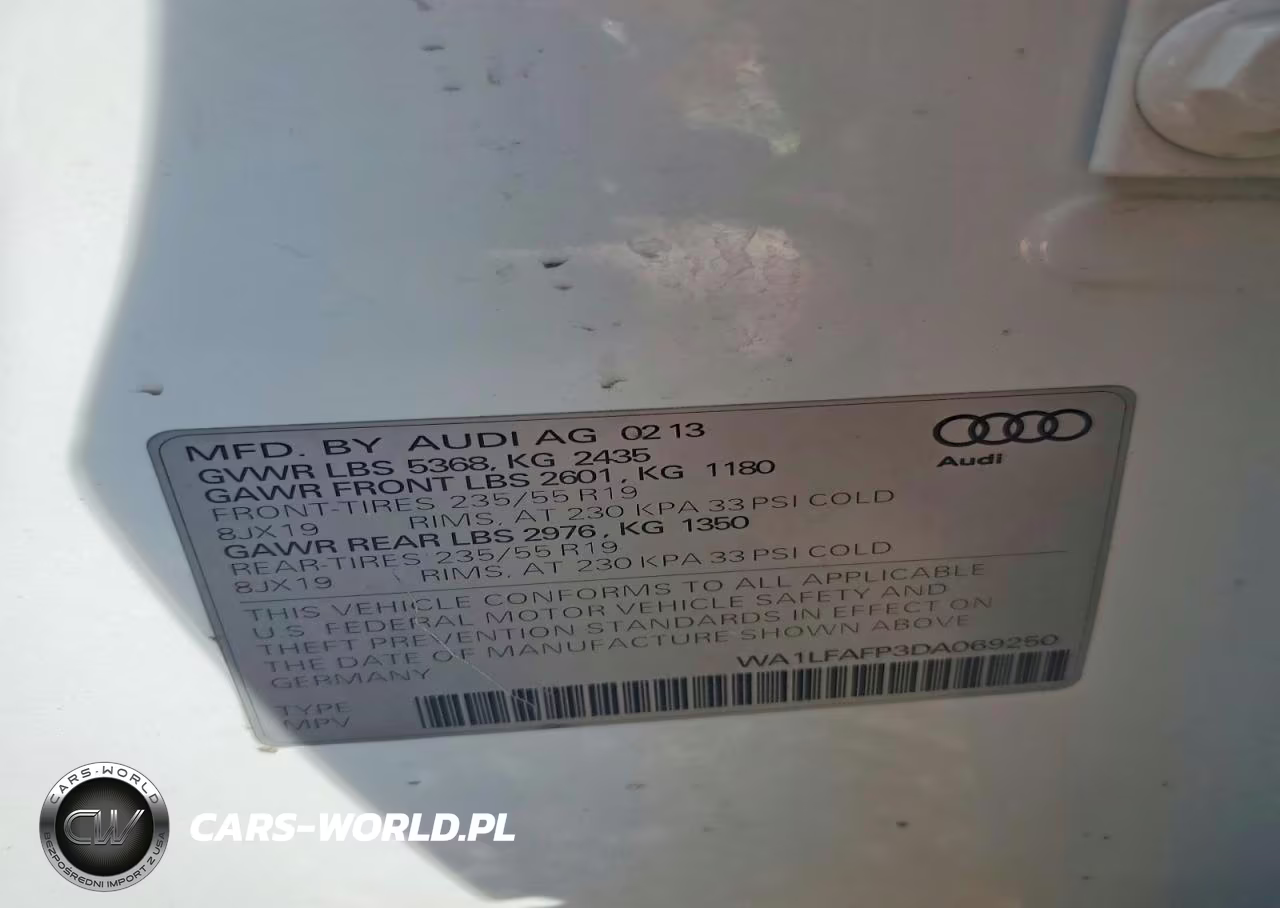 MFD. BY AUDI AG 02 13
GVWR LBS 5368, KG 2435
GAWR FRONT LBS 2601, KG 1180
FRONT-TIRES 235/55 R19
8JX19 RIMS, AT 230 KPA 33 PSI COLD
GAWR REAR LBS 2976, KG 1350
REAR-TIRES 235/55 R19
8JX19 RIMS, AT 230 KPA 33 PSI COLD
Audi
THIS VEHICLE CONFORMS TO ALL APPLICABLE
U.S. FEDERAL MOTOR VEHICLE SAFETY AND
THEFT PREVENTION STANDARDS IN EFFECT ON
THE DATE OF MANUFACTURE SHOWN ABOVE
GERMANY
WA1LFAFP3DA069250
TYPE
MPV
CARS-WORLD
CW
BEZPOŚREDNI IMPORT Z USA
CARS-WORLD.PL